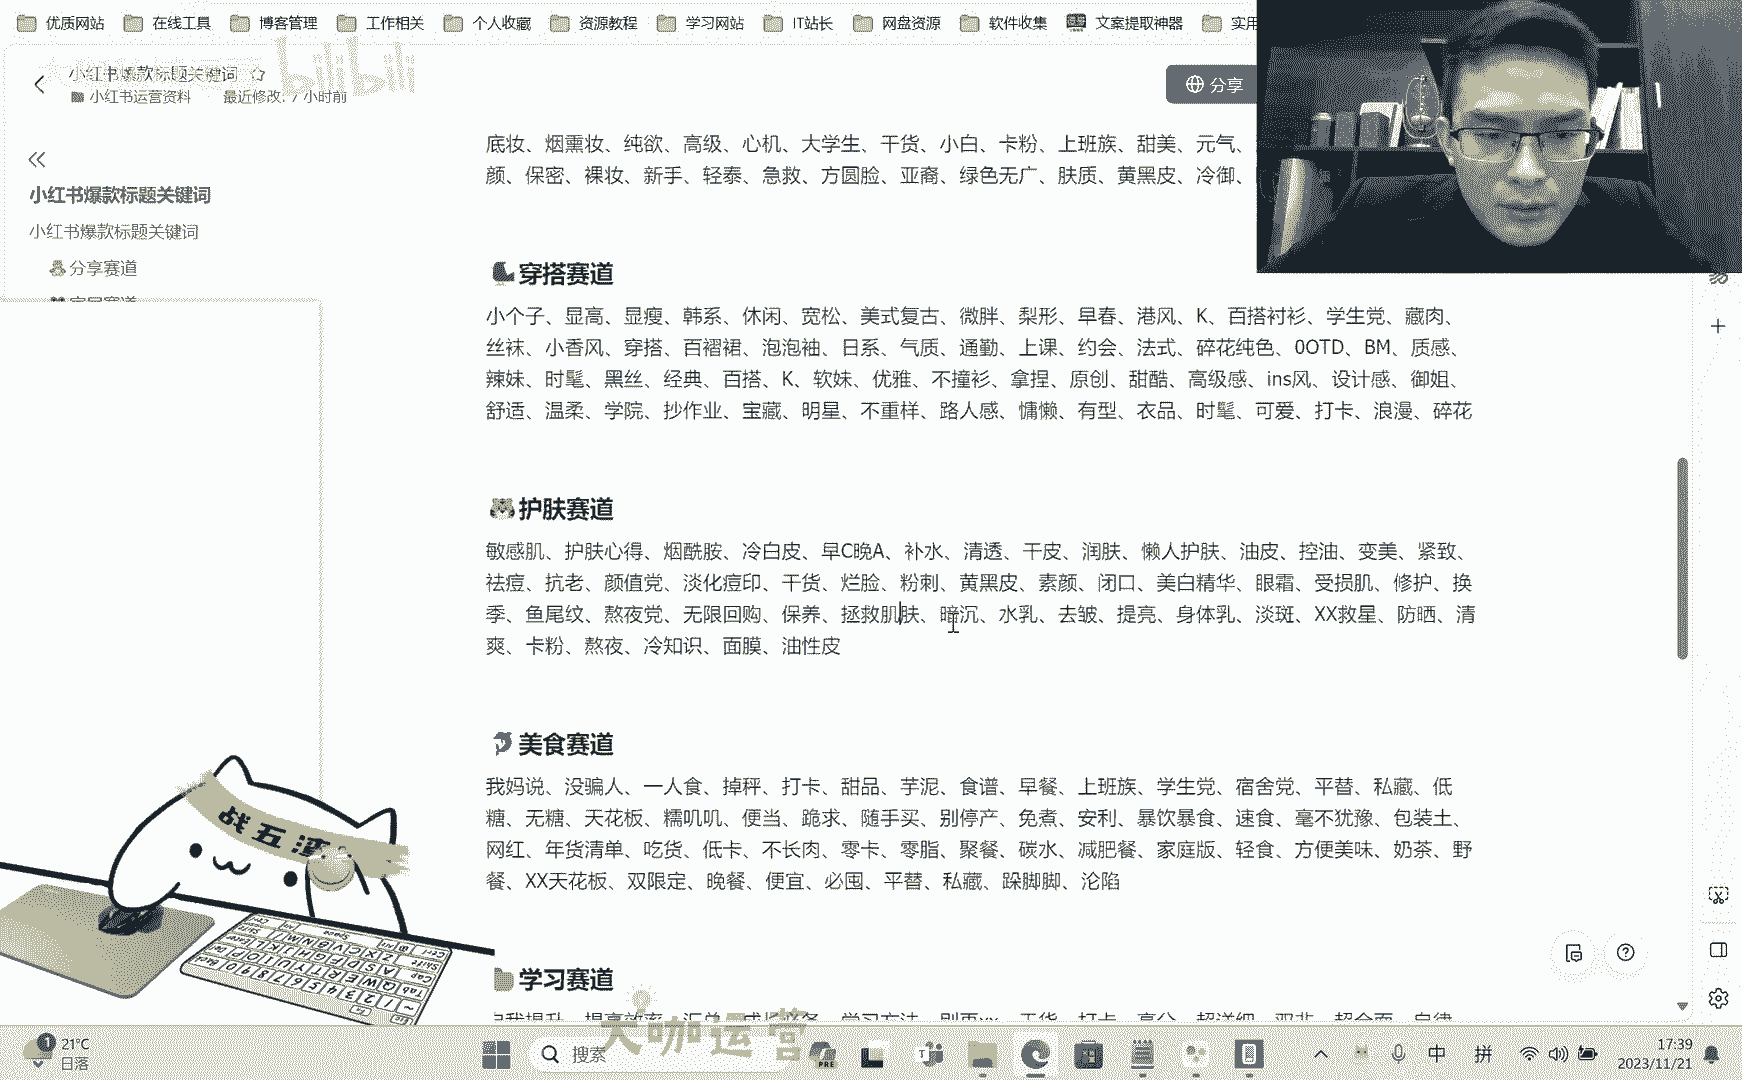 优质网站 在线工具 博客管理 工作相关 个人收藏 资源教程 学习网站 IT站长 网盘资源 软件收集 文案提取神器 实用
bilibili
小红书爆款标题关键词
小红书运营资料 最近修改: 7 小时前
分享
小红书爆款标题关键词
小红书爆款标题关键词
分享赛道
底妆、烟熏妆、纯欲、高级、心机、大学生、干货、小白、卡粉、上班族、甜美、元气、
颜、保密、裸妆、新手、轻泰、急救、方圆脸、亚裔、绿色无广、肤质、黄黑皮、冷御、
穿搭赛道
小个子、显高、显瘦、韩系、休闲、宽松、美式复古、微胖、梨形、早春、港风、K、百搭衬衫、学生党、藏肉、
丝袜、小香风、穿搭、百褶裙、泡泡袖、日系、气质、通勤、上课、约会、法式、碎花纯色、0OTD、BM、质感、
辣妹、时髦、黑丝、经典、百搭、K、软妹、优雅、不撞衫、拿捏、原创、甜酷、高级感、ins风、设计感、御姐、
舒适、温柔、学院、抄作业、宝藏、明星、不重样、路人感、慵懒、有型、衣品、时髦、可爱、打卡、浪漫、碎花
护肤赛道
敏感肌、护肤心得、烟酰胺、冷白皮、早C晚A、补水、清透、干皮、润肤、懒人护肤、油皮、控油、变美、紧致、
祛痘、抗老、颜值党、淡化痘印、干货、烂脸、粉刺、黄黑皮、素颜、闭口、美白精华、眼霜、受损肌、修护、换
季、鱼尾纹、熬夜党、无限回购、保养、拯救肌肤、暗沉、水乳、去皱、提亮、身体乳、淡斑、XX救星、防晒、清
爽、卡粉、熬夜、冷知识、面膜、油性皮
美食赛道
我妈说、没骗人、一人食、掉秤、打卡、甜品、芋泥、食谱、早餐、上班族、学生党、宿舍党、平替、私藏、低
糖、无糖、天花板、糯叽叽、便当、跪求、随手买、别停产、免煮、安利、暴饮暴食、速食、毫不犹豫、包装土、
网红、年货清单、吃货、低卡、不长肉、零卡、零脂、聚餐、碳水、减肥餐、家庭版、轻食、方便美味、奶茶、野
餐、XX天花板、双限定、晚餐、便宜、必囤、平替、私藏、跺脚脚、沦陷
战五渣
学习赛道
大咖运营
21°C
日落
搜索
PRE
中 拼
17:39
2023/11/21